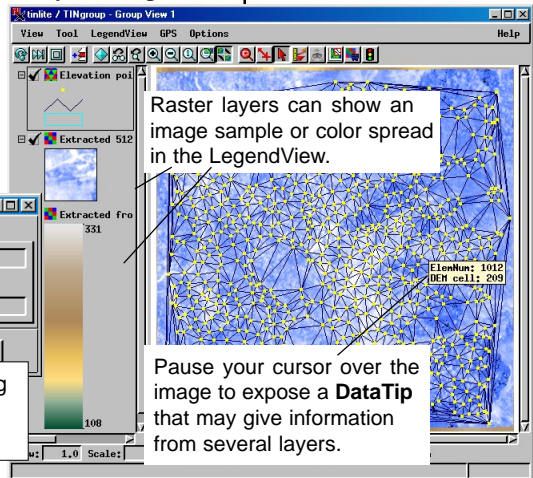 tinlite / TINgroup - Group View 1
View Tool LegendView GPS Options Help
Elevation poi
Extracted 512
Extracted fro
331
108
Raster layers can show an
image sample or color spread
in the LegendView.
ElemNum: 1012
DEM cell: 209
Pause your cursor over the
image to expose a DataTip
that may give information
from several layers.
g
w: 1.0 Scale: